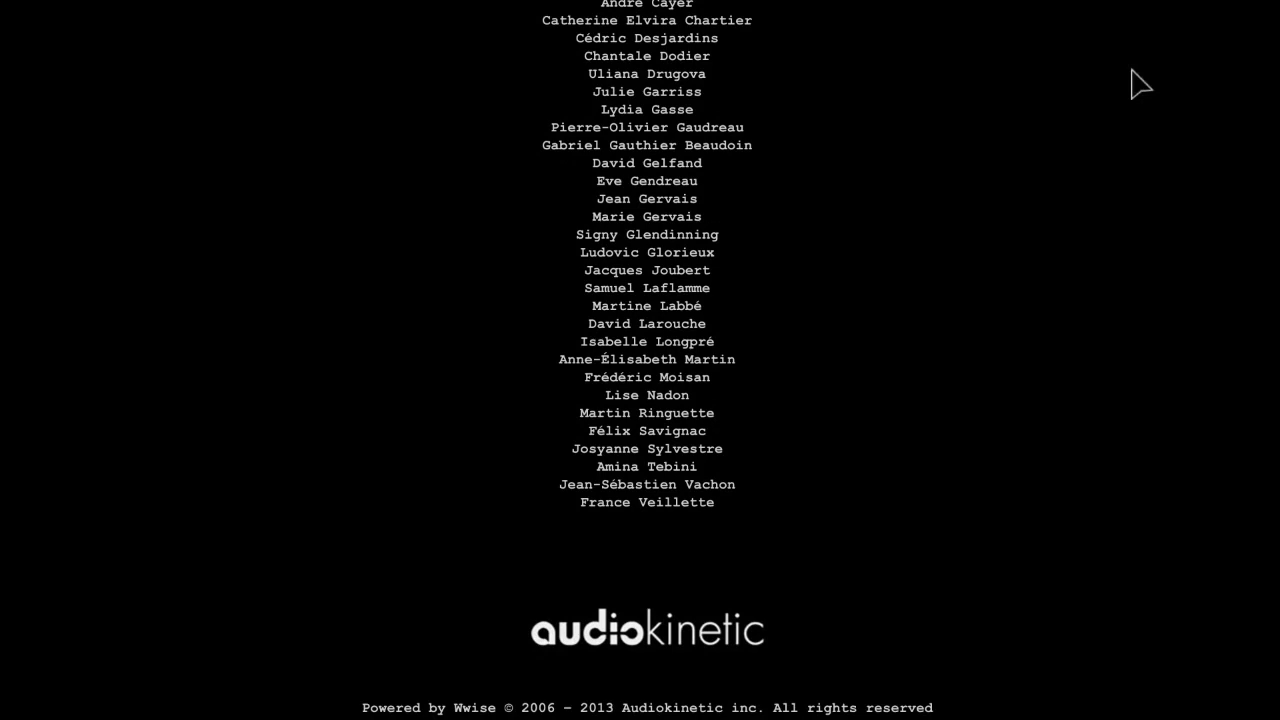 André Cayer
Catherine Elvira Chartier
Cédric Desjardins
Chantale Dodier
Uliana Drugova
Julie Garriss
Lydia Gasse
Pierre-Olivier Gaudreau
Gabriel Gauthier Beaudoin
David Gelfand
Eve Gendreau
Jean Gervais
Marie Gervais
Signy Glendinning
Ludovic Glorieux
Jacques Joubert
Samuel Laflamme
Martine Labbé
David Larouche
Isabelle Longpré
Anne-Élisabeth Martin
Frédéric Moisan
Lise Nadon
Martin Ringuette
Félix Savignac
Josyanne Sylvestre
Amina Tebini
Jean-Sébastien Vachon
France Veillette
audiokinetic
Powered by Wwise © 2006 – 2013 Audiokinetic inc. All rights reserved